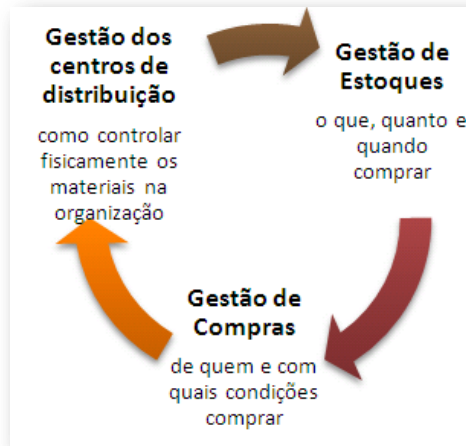 Gestão dos
centros de
distribuição
como controlar
fisicamente os
materiais na
organização
Gestão de
Estoques
o que, quanto e
quando
comprar
Gestão de
Compras
de quem e com
quais condições
comprar